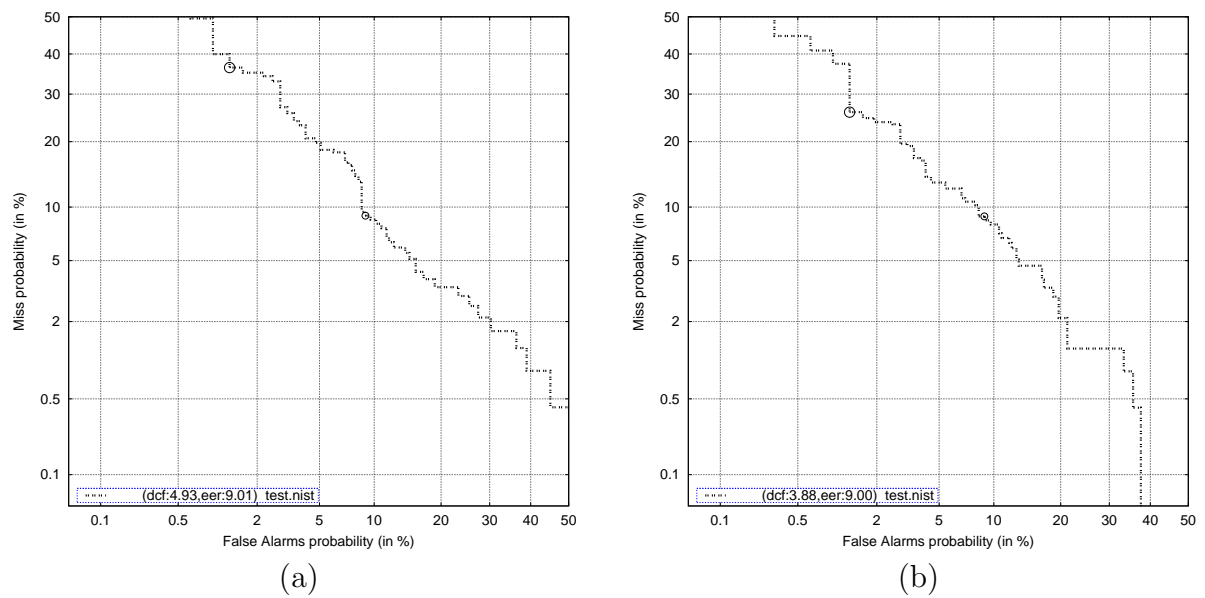 50
40
30
20
10
5
2
0.5
0.1
Miss probability (in %)
(dcf:4.93,eer:9.01) test.nist
0.1 0.5 2 5 10 20 30 40 50
False Alarms probability (in %)
(a)
50
40
30
20
10
5
2
0.5
0.1
Miss probability (in %)
(dcf:3.88,eer:9.00) test.nist
0.1 0.5 2 5 10 20 30 40 50
False Alarms probability (in %)
(b)